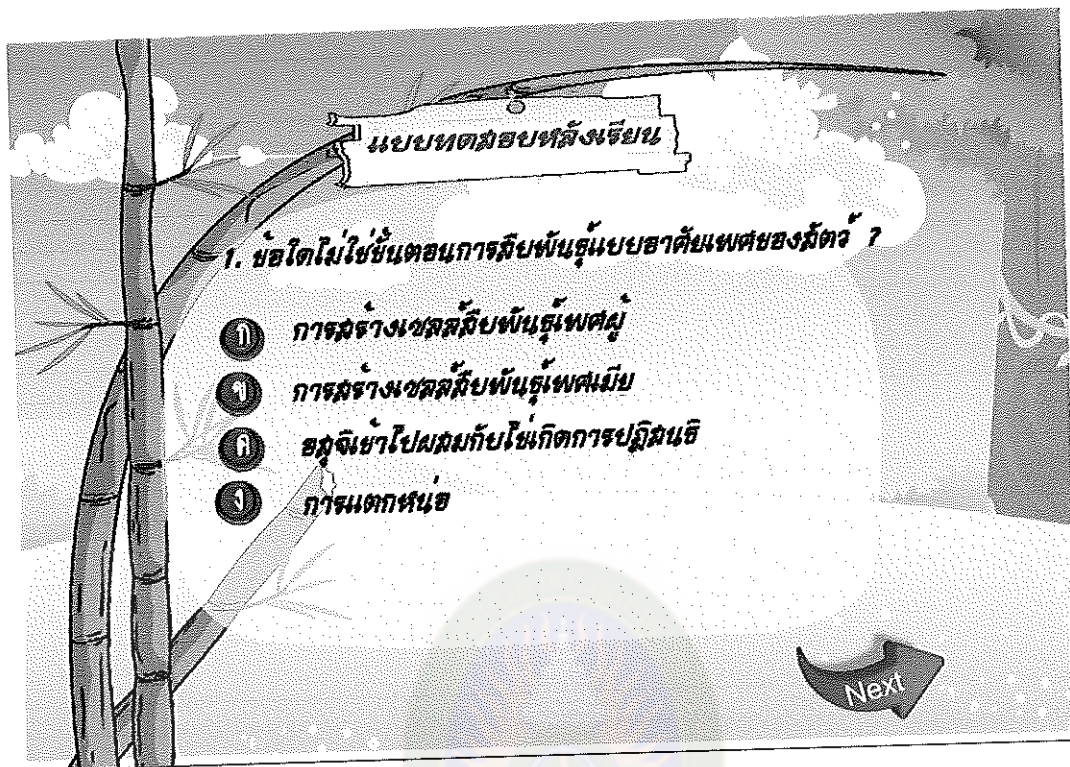 แบบทดสอบหลังเรียน
1. ข้อใดไม่ใช่ขั้นตอนการสืบพันธุ์แบบอาศัยเพศของสัตว์ ?
ก การสร้างเซลล์สืบพันธุ์เพศผู้
ข การสร้างเซลล์สืบพันธุ์เพศเมีย
ค อสุจิเข้าไปผสมกับไข่เกิดการปฏิสนธิ
ง การแตกหน่อ
Next